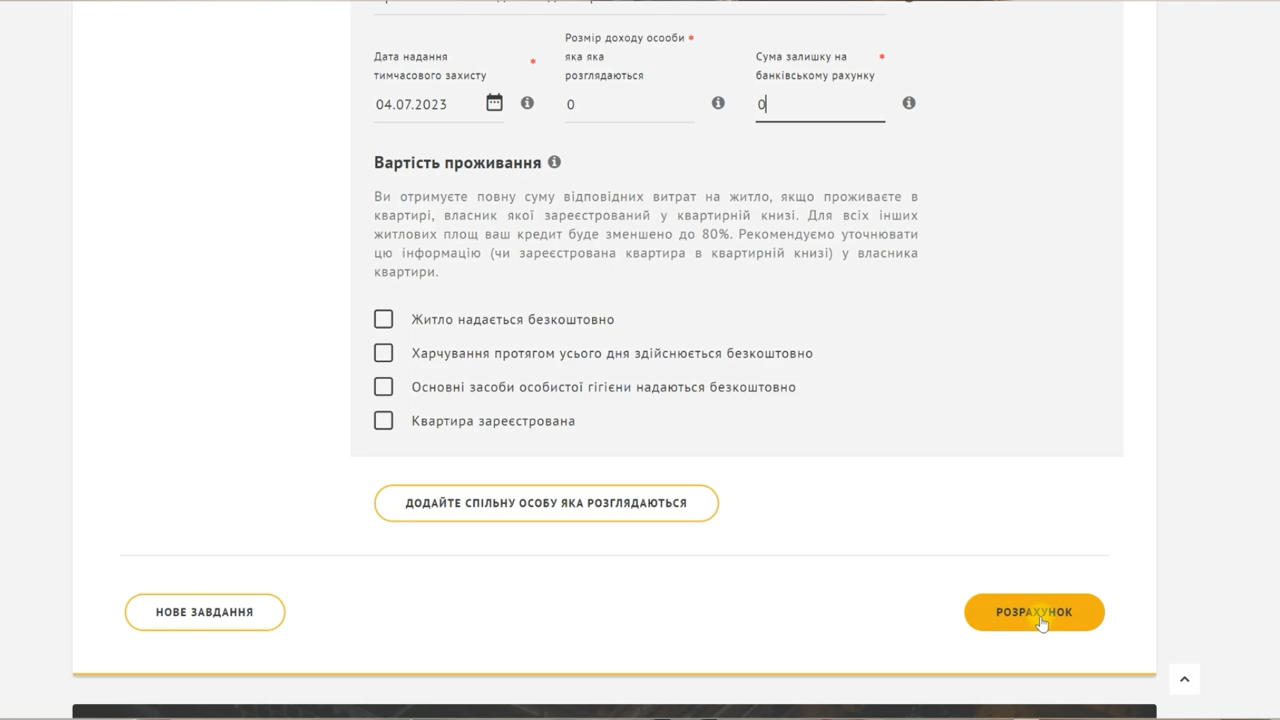 Дата надання
тимчасового захисту *
04.07.2023
Розмір доходу осооби *
яка яка
розглядаються
0
Сума залишку на *
банківському рахунку
0
Вартість проживання
Ви отримуєте повну суму відповідних витрат на житло, якщо проживаєте в
квартирі, власник якої зареєстрований у квартирній книзі. Для всіх інших
житлових площ ваш кредит буде зменшено до 80%. Рекомендуємо уточнювати
цю інформацію (чи зареєстрована квартира в квартирній книзі) у власника
квартири.
Житло надається безкоштовно
Харчування протягом усього дня здійснюється безкоштовно
Основні засоби особистої гігієни надаються безкоштовно
Квартира зареєстрована
ДОДАЙТЕ СПІЛЬНУ ОСОБУ ЯКА РОЗГЛЯДАЮТЬСЯ
НОВЕ ЗАВДАННЯ
РОЗРАХУНОК